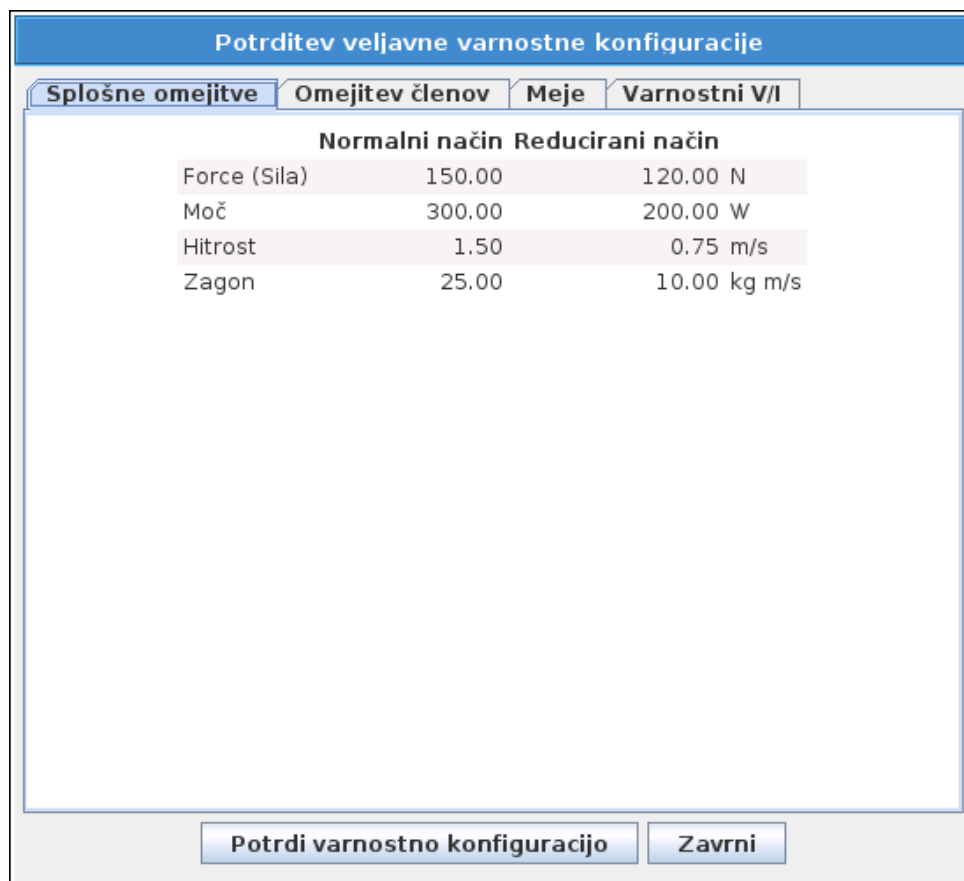 Potrditev veljavne varnostne konfiguracije
Splošne omejitve Omejitev členov Meje Varnostni V/I
Normalni način Reducirani način
Force (Sila) 150.00 120.00 N
Moč 300.00 200.00 W
Hitrost 1.50 0.75 m/s
Zagon 25.00 10.00 kg m/s
Potrdi varnostno konfiguracijo Zavrni